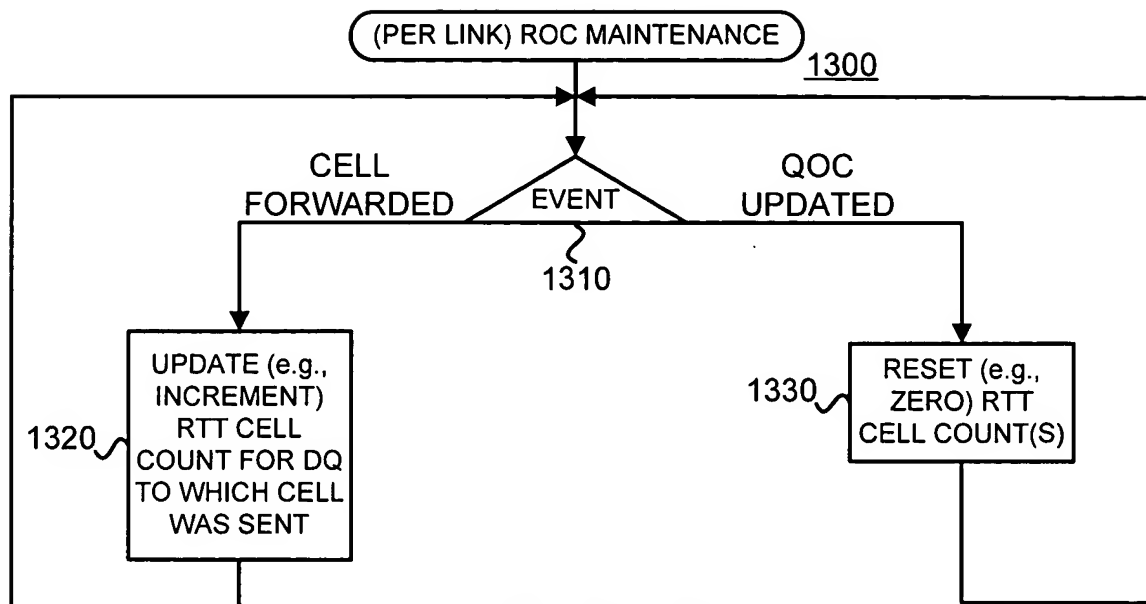 (PER LINK) ROC MAINTENANCE
1300
CELL
FORWARDED
EVENT
QOC
UPDATED
1310
UPDATE (e.g.,
INCREMENT)
RTT CELL
COUNT FOR DQ
TO WHICH CELL
WAS SENT
1320
RESET (e.g.,
ZERO) RTT
CELL COUNT(S)
1330